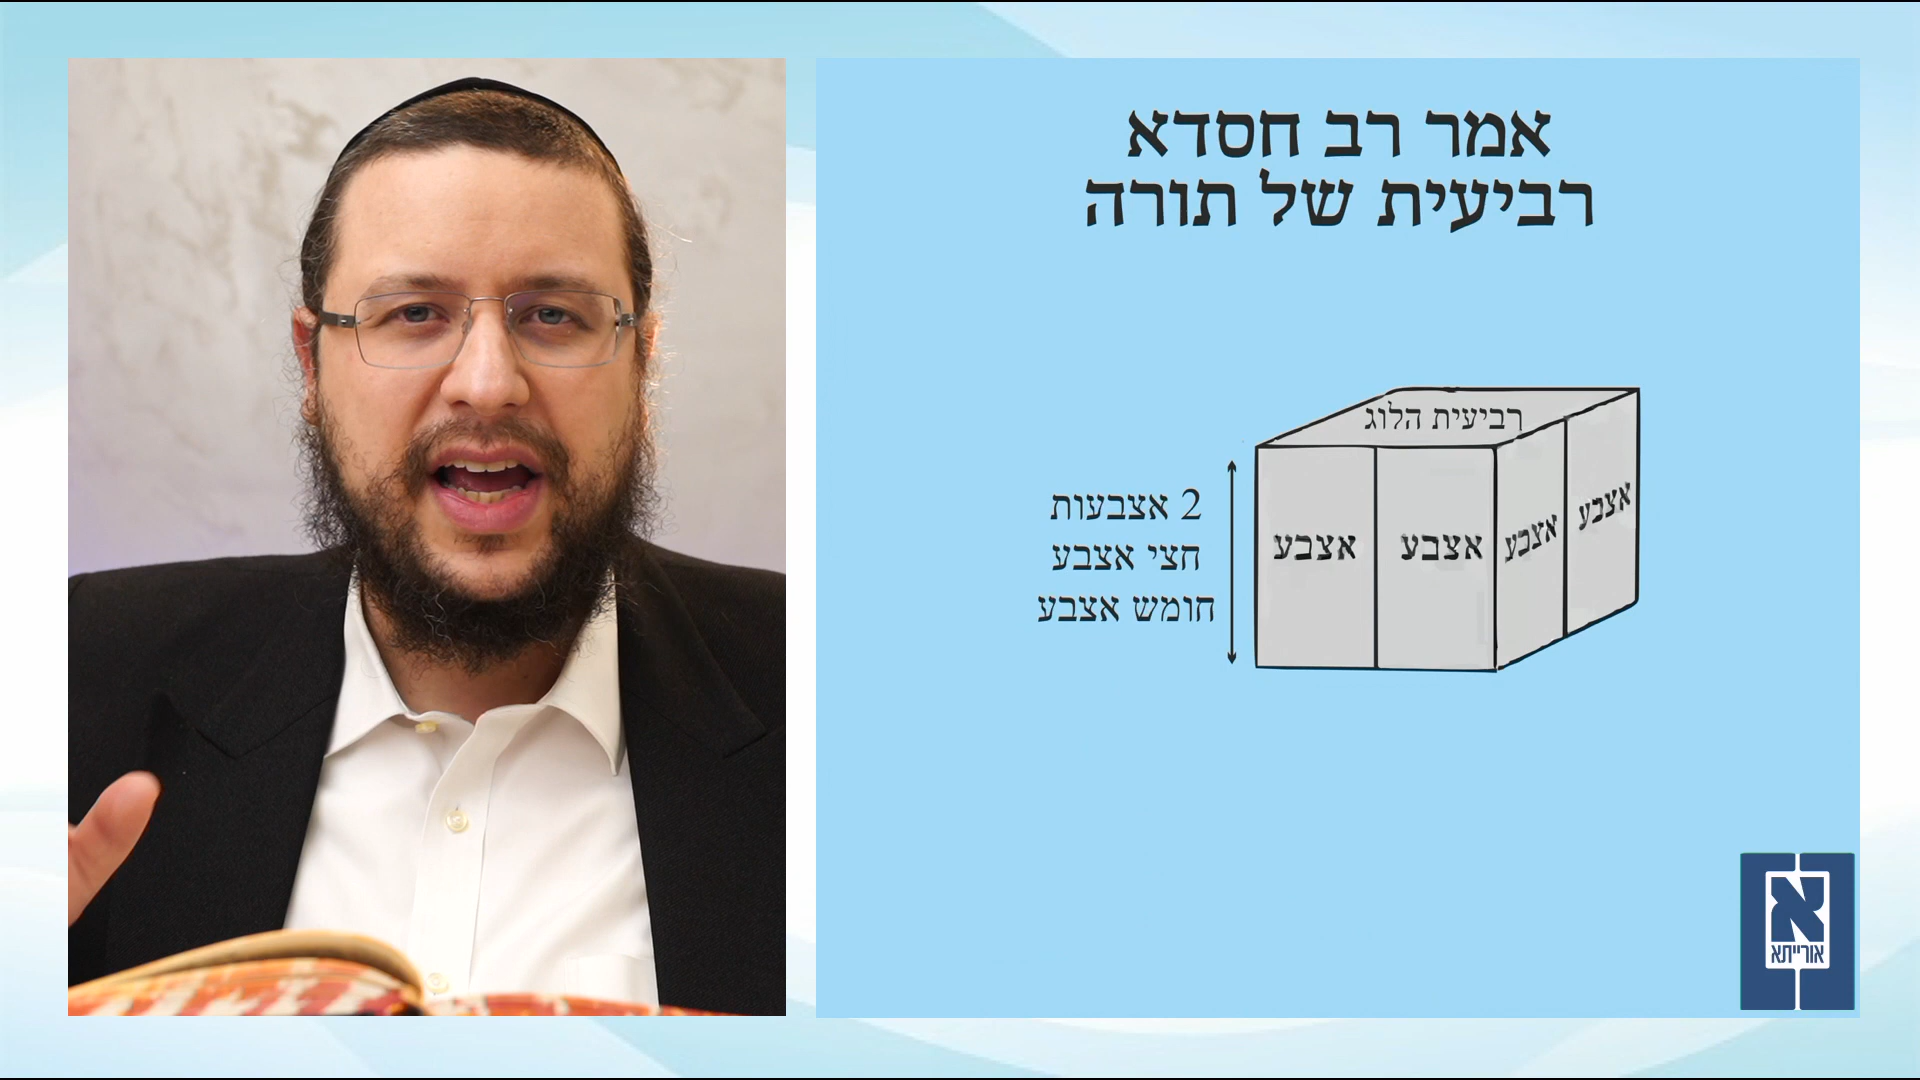 אמר רב חסדא
רביעית של תורה
רביעית הלוג
2 אצבעות
חצי אצבע
חומש אצבע
אצבע
אצבע
אצבע
אצבע
א
אורייתא